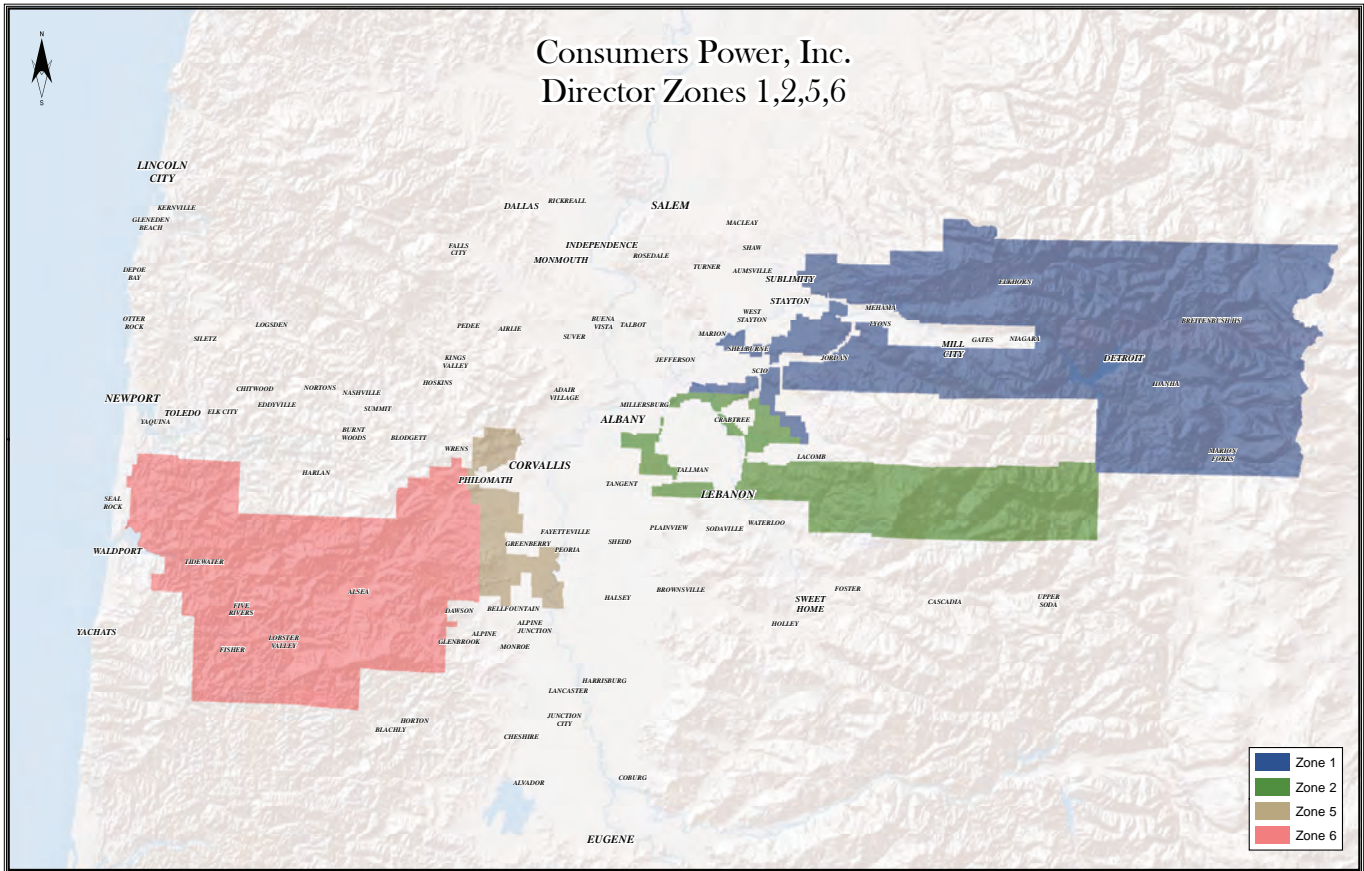 N
S
Consumers Power, Inc.
Director Zones 1,2,5,6
LINCOLN
CITY
KERNVILLE
GLENEDEN
BEACH
DALLAS
RICKREALL
SALEM
MACLEAY
FALLS
CITY
INDEPENDENCE
MONMOUTH
ROSEDALE
SHAW
TURNER
AUMSVILLE
SUBLIMITY
DEPOE
BAY
ELKHORN
STAYTON
MEHAMA
OTTER
ROCK
LOGSDEN
SILETZ
PEDEE
AIRLIE
BUENA
VISTA
TALBOT
SUVER
WEST
STAYTON
MARION
LYONS
BREITENBUSH HS
SHELBURNE
MILL
CITY
GATES
NIAGARA
JEFFERSON
JORDAN
DETROIT
KINGS
VALLEY
SCIO
HOSKINS
IDANHA
CHITWOOD
NORTONS
NASHVILLE
ADAIR
VILLAGE
NEWPORT
TOLEDO
ELK CITY
EDDYVILLE
SUMMIT
MILLERSBURG
YAQUINA
ALBANY
CRABTREE
BURNT
WOODS
BLODGETT
WRENS
LACOMB
MARION
FORKS
HARLAN
CORVALLIS
PHILOMATH
TALLMAN
TANGENT
LEBANON
SEAL
ROCK
FAYETTEVILLE
PLAINVIEW
SODAVILLE
WATERLOO
WALDPORT
TIDEWATER
GREENBERRY
PEORIA
SHEDD
ALSEA
FIVE
RIVERS
DAWSON
BELLFOUNTAIN
HALSEY
BROWNSVILLE
SWEET
HOME
FOSTER
CASCADIA
UPPER
SODA
YACHATS
FISHER
LOBSTER
VALLEY
GLENBROOK
ALPINE
ALPINE
JUNCTION
MONROE
HOLLEY
HARRISBURG
LANCASTER
HORTON
BLACHLY
JUNCTION
CITY
CHESHIRE
ALVADOR
COBURG
EUGENE
Zone 1
Zone 2
Zone 5
Zone 6